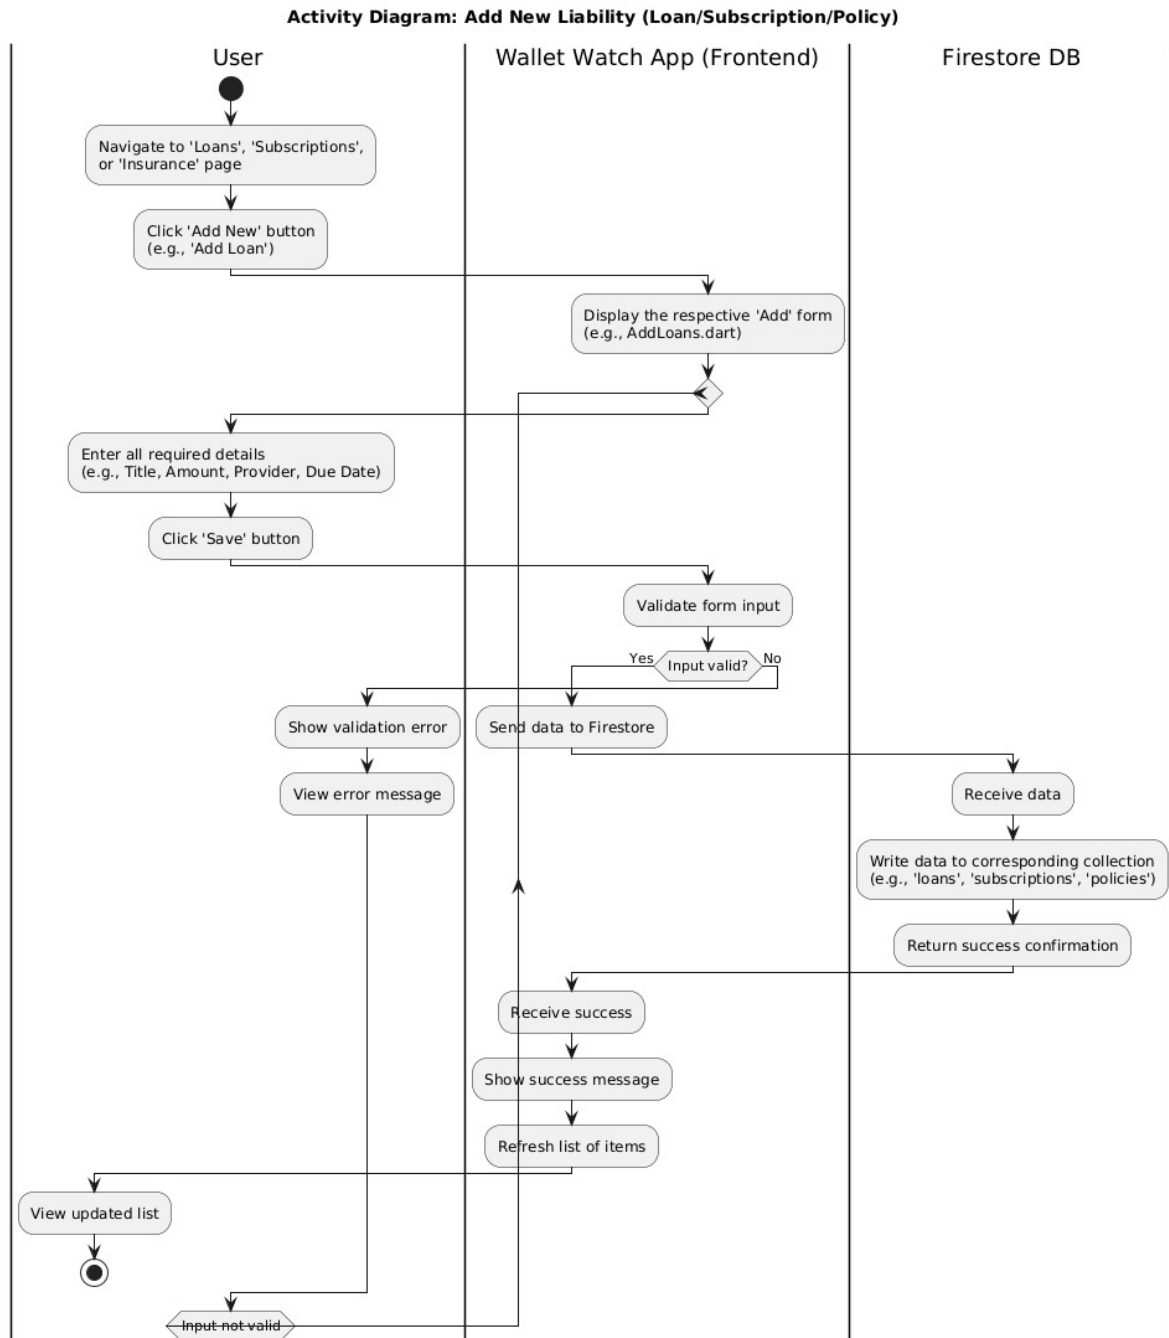 Activity Diagram: Add New Liability (Loan/Subscription/Policy)
User
Wallet Watch App (Frontend)
Firestore DB
Navigate to 'Loans', 'Subscriptions',
or 'Insurance' page
Click 'Add New' button
(e.g., 'Add Loan')
Display the respective 'Add' form
(e.g., AddLoans.dart)
Enter all required details
(e.g., Title, Amount, Provider, Due Date)
Click 'Save' button
Validate form input
Yes
Input valid?
No
Show validation error
Send data to Firestore
View error message
Receive data
Write data to corresponding collection
(e.g., 'loans', 'subscriptions', 'policies')
Return success confirmation
Receive success
Show success message
Refresh list of items
View updated list
Input not valid